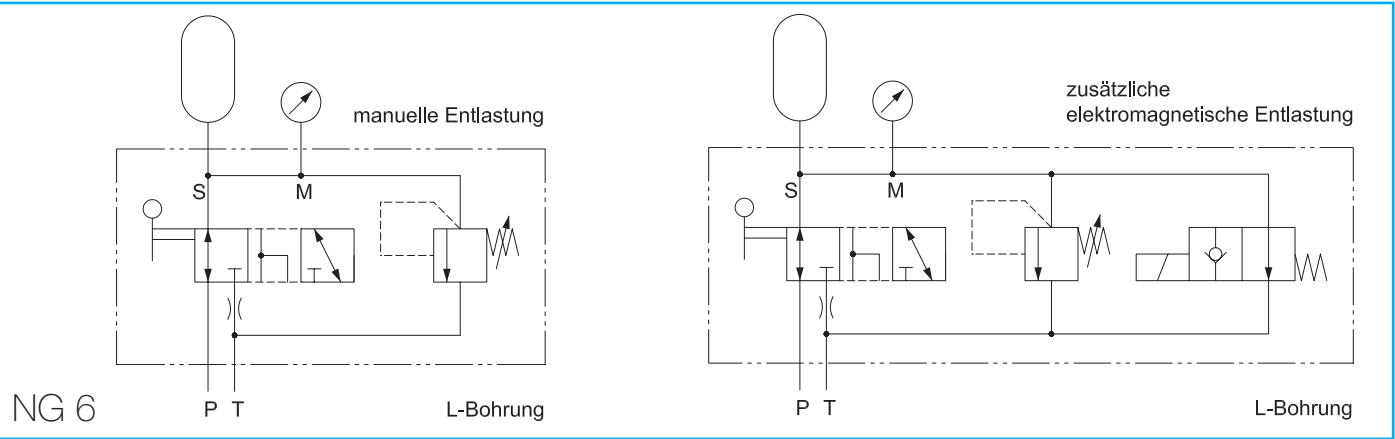 manuelle Entlastung
S
M
P T
L-Bohrung
zusätzliche
elektromagnetische Entlastung
S
M
P T
L-Bohrung
NG 6